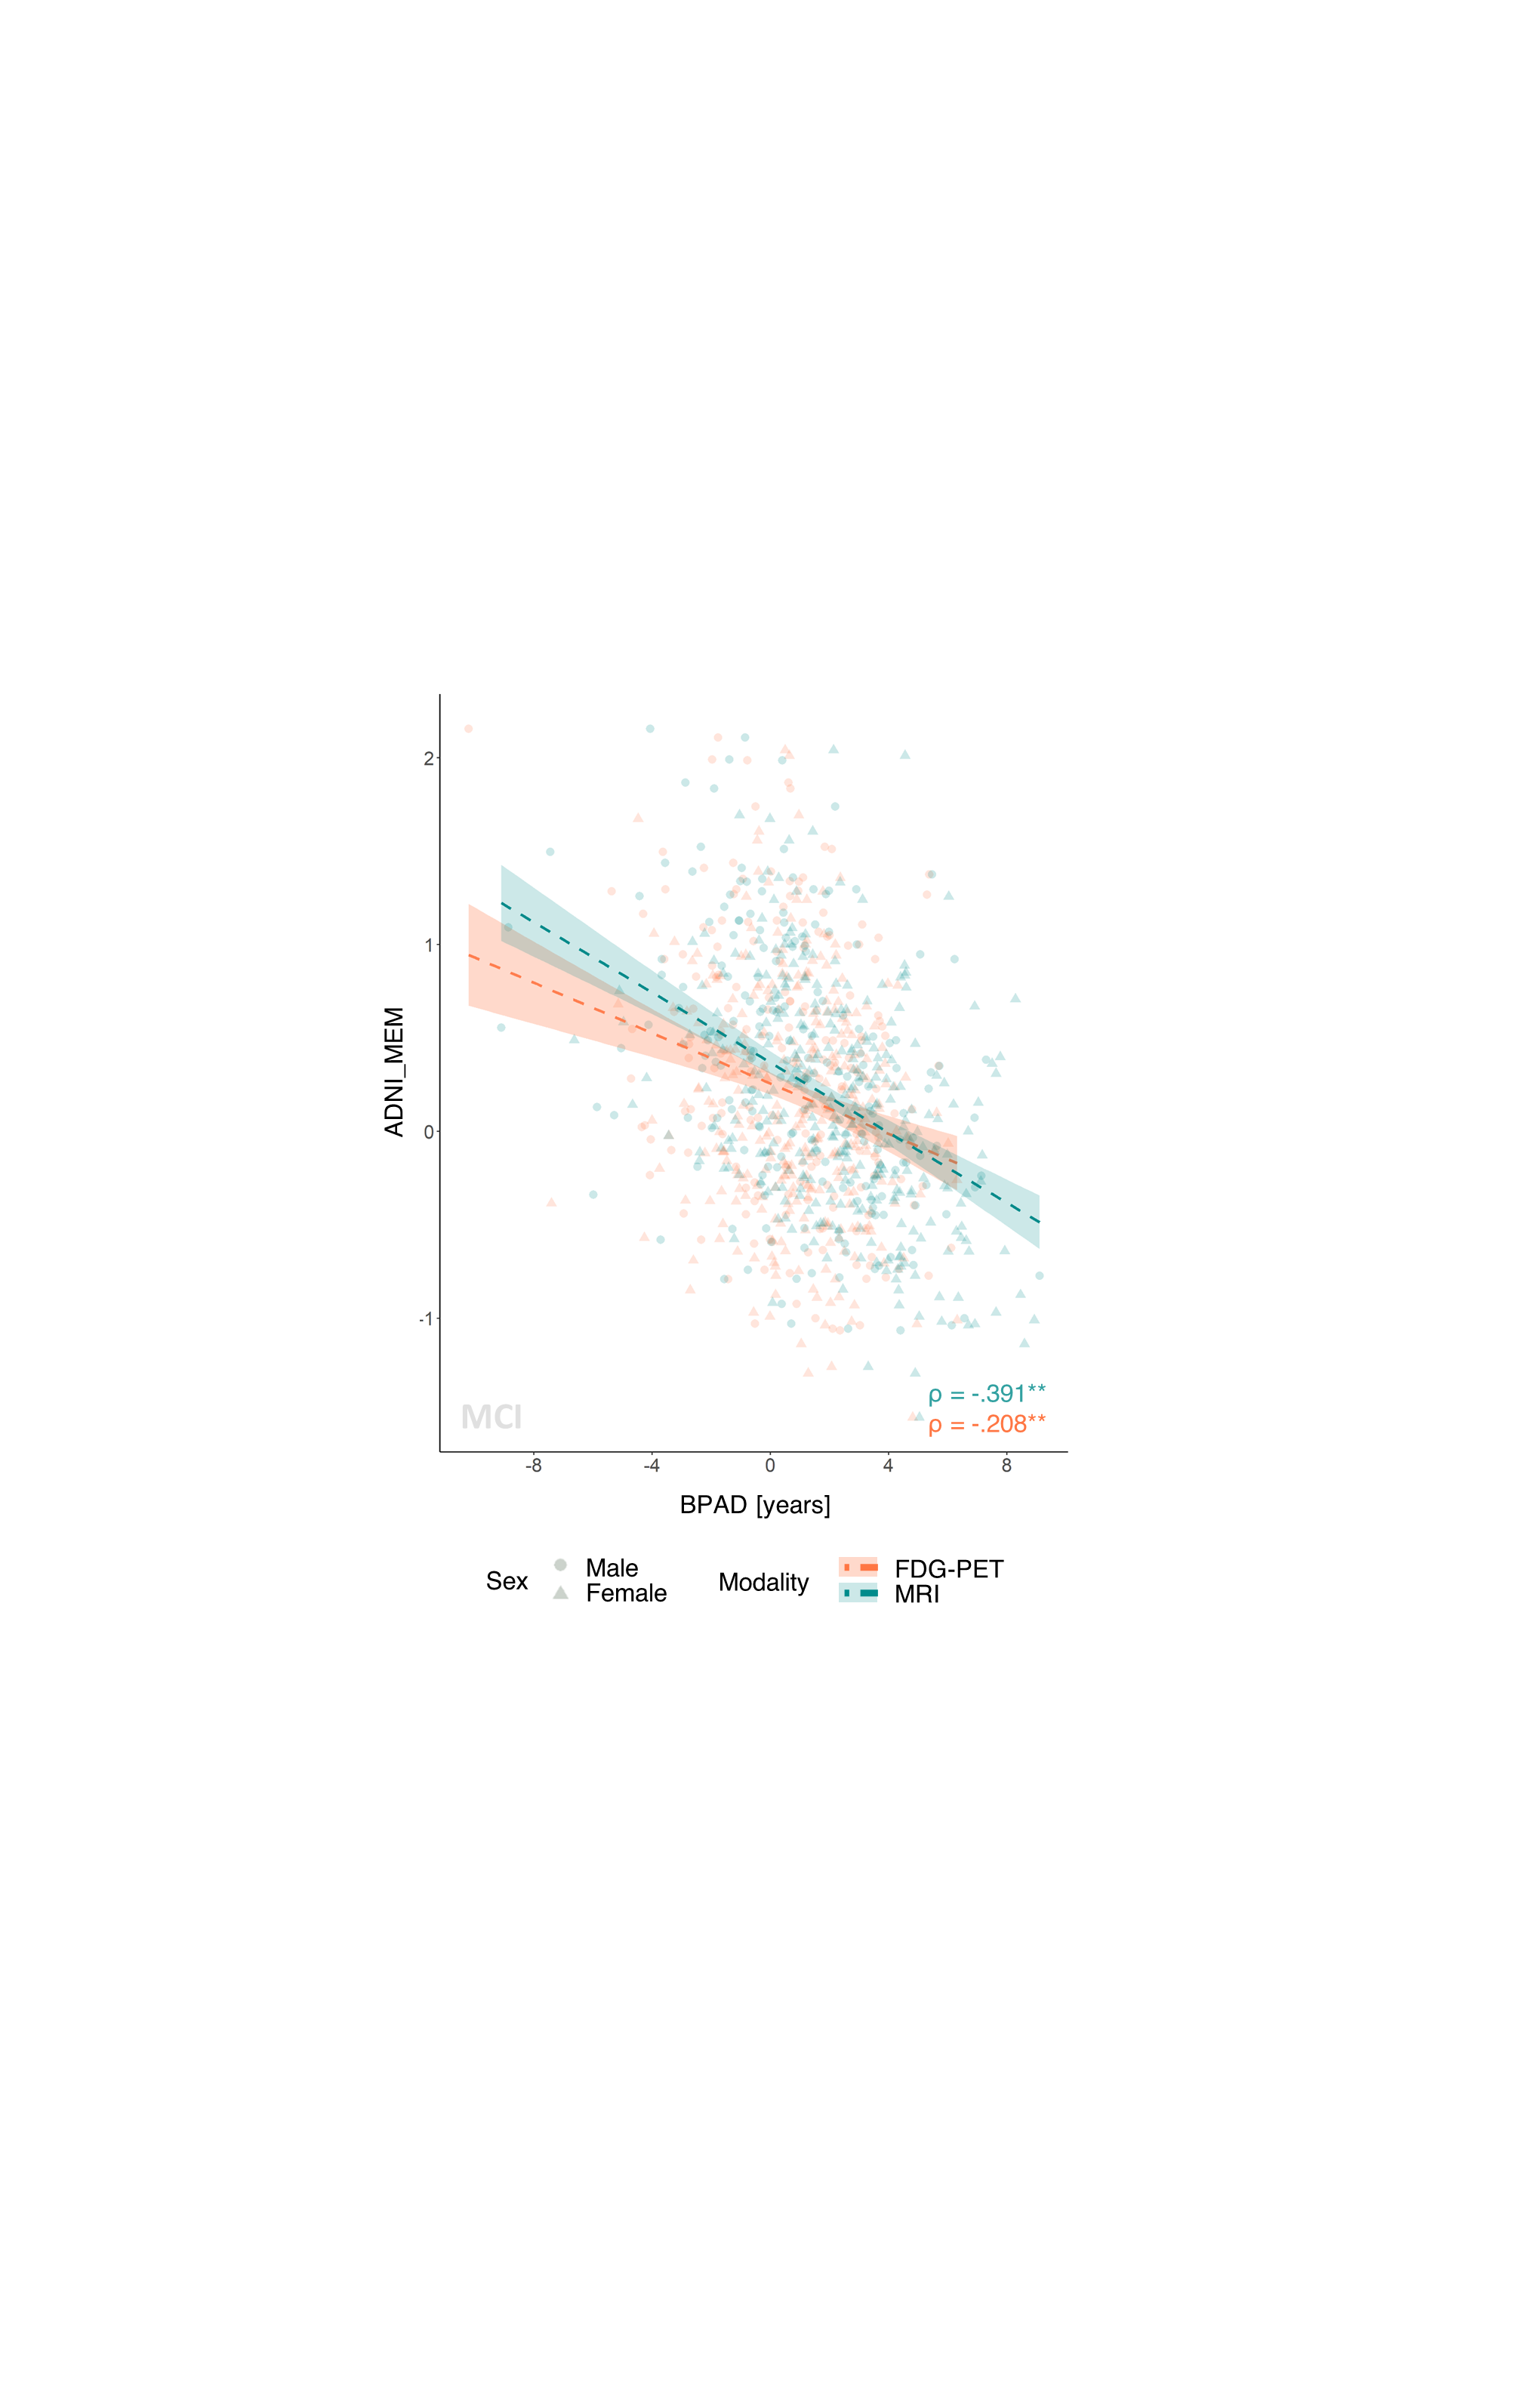 2
1
0
-1
ADNI_MEM
MCI
ρ = -.391**
ρ = -.208**
-8 -4 0 4 8
BPAD [years]
Sex
Male
Female
Modality
FDG-PET
MRI